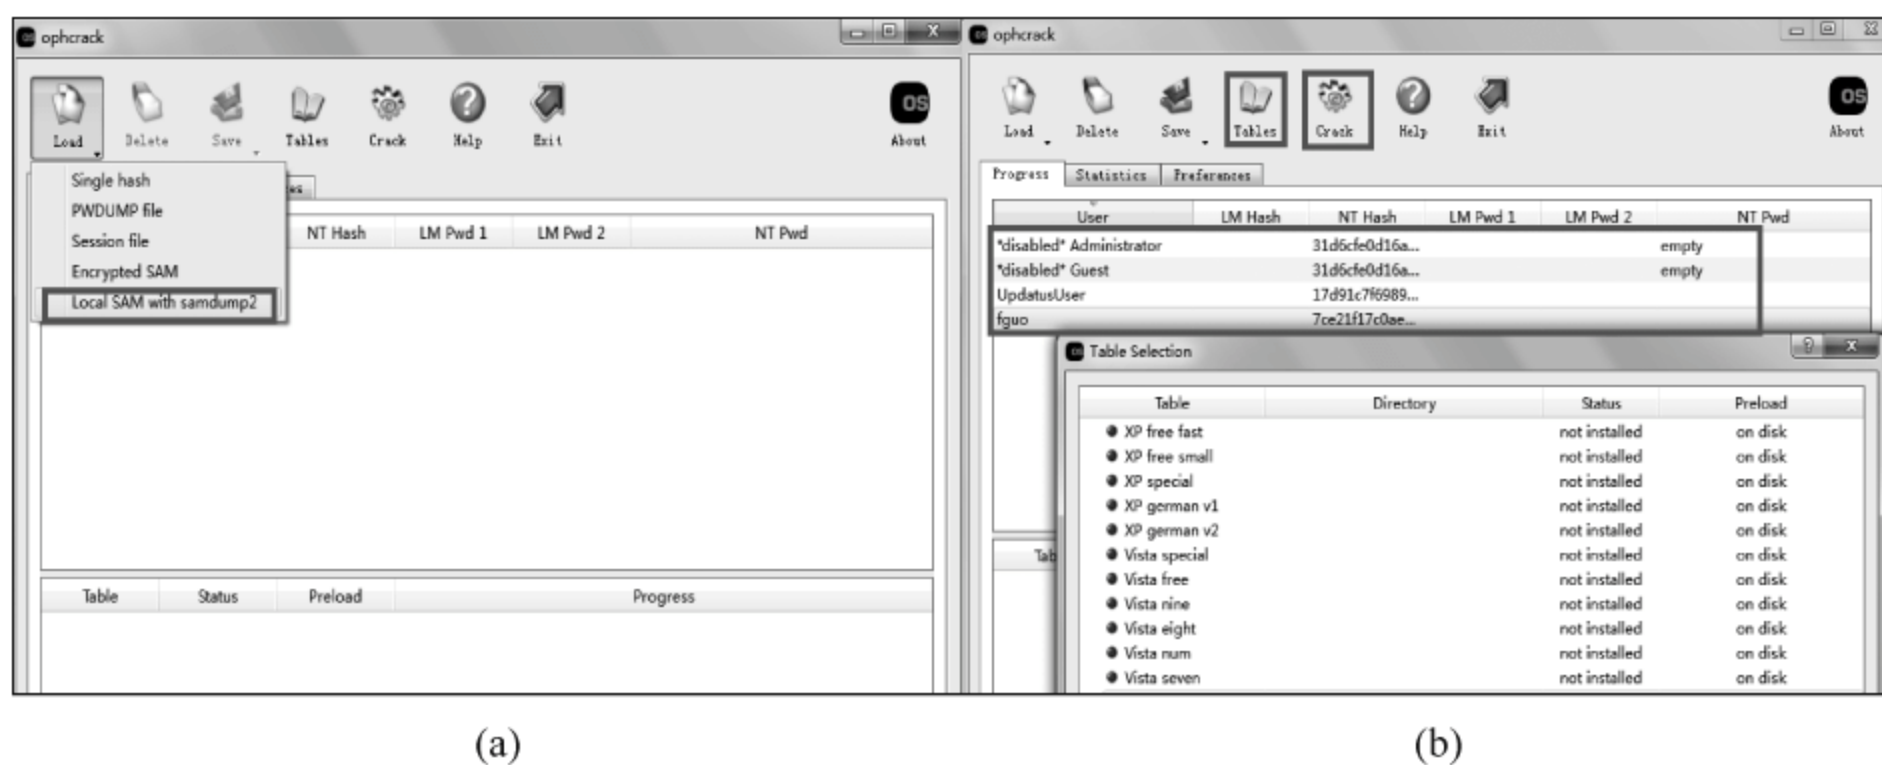 ophcrack
Load Delete Save Tables Crack Help Exit About
OS
Single hash
PWDUMP file
Session file
Encrypted SAM
Local SAM with samdump2
NT Hash LM Pwd 1 LM Pwd 2 NT Pwd
Table Status Preload Progress
(a)
ophcrack
Load Delete Save Tables Crack Help Exit About
OS
Progress Statistics Preferences
User LM Hash NT Hash LM Pwd 1 LM Pwd 2 NT Pwd
*disabled* Administrator 31d6cfe0d16a... empty
*disabled* Guest 31d6cfe0d16a... empty
UpdatusUser 17d91c7f6989...
fguo 7ce21f17c0ae...
Tab
Table Selection
Table Directory Status Preload
XP free fast not installed on disk
XP free small not installed on disk
XP special not installed on disk
XP german v1 not installed on disk
XP german v2 not installed on disk
Vista special not installed on disk
Vista free not installed on disk
Vista nine not installed on disk
Vista eight not installed on disk
Vista num not installed on disk
Vista seven not installed on disk
(b)